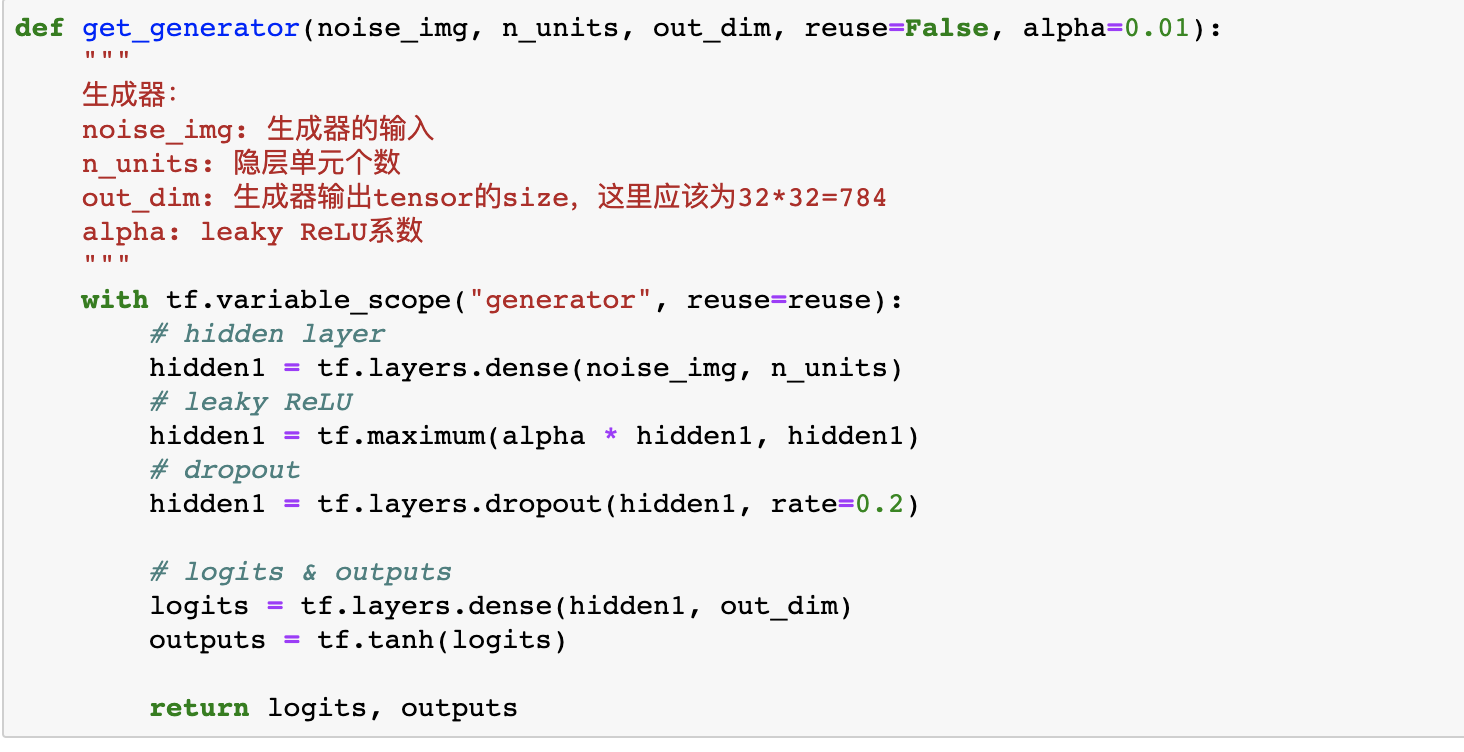 def get_generator(noise_img, n_units, out_dim, reuse=False, alpha=0.01):
    """
    生成器：
    noise_img: 生成器的输入
    n_units: 隐层单元个数
    out_dim: 生成器输出tensor的size，这里应该为32*32=784
    alpha: leaky ReLU系数
    """
    with tf.variable_scope("generator", reuse=reuse):
        # hidden layer
        hidden1 = tf.layers.dense(noise_img, n_units)
        # leaky ReLU
        hidden1 = tf.maximum(alpha * hidden1, hidden1)
        # dropout
        hidden1 = tf.layers.dropout(hidden1, rate=0.2)

        # logits & outputs
        logits = tf.layers.dense(hidden1, out_dim)
        outputs = tf.tanh(logits)

        return logits, outputs